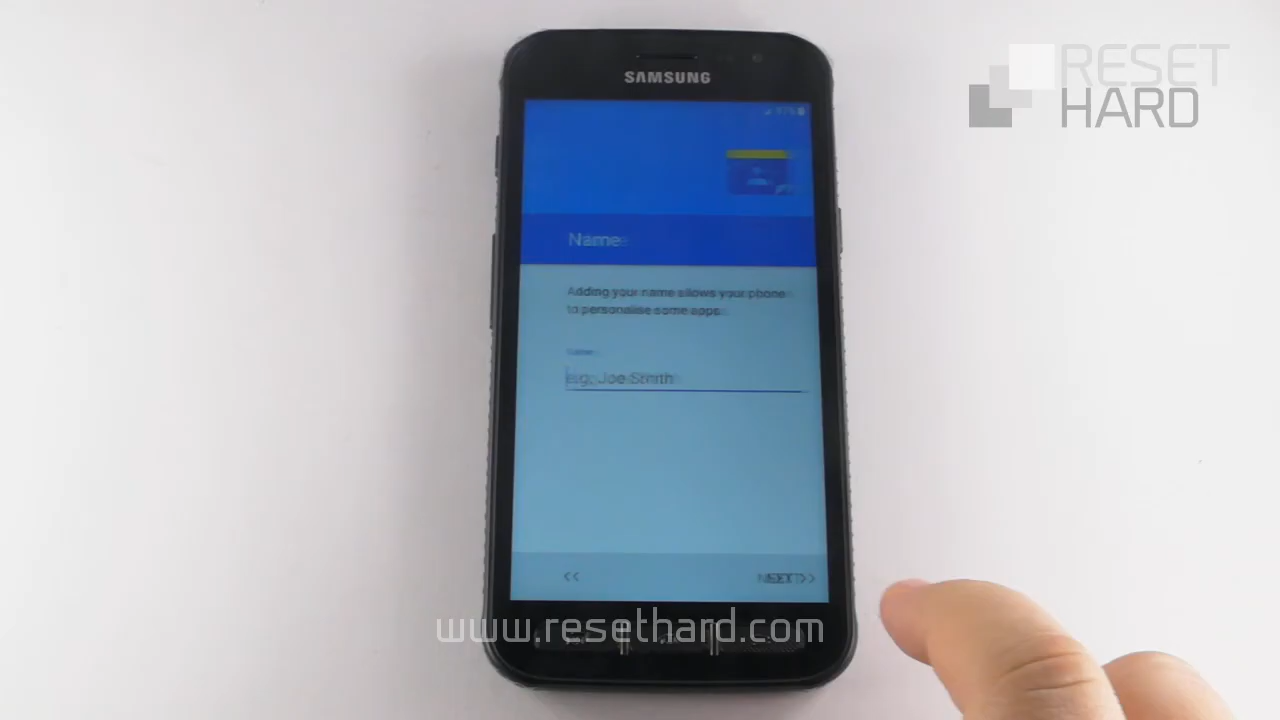 RESET
HARD
SAMSUNG
97%
Name
Adding your name allows your phone
to personalise some apps.
Name
e.g. Joe Smith
<<
NEXT >>
www.resethard.com